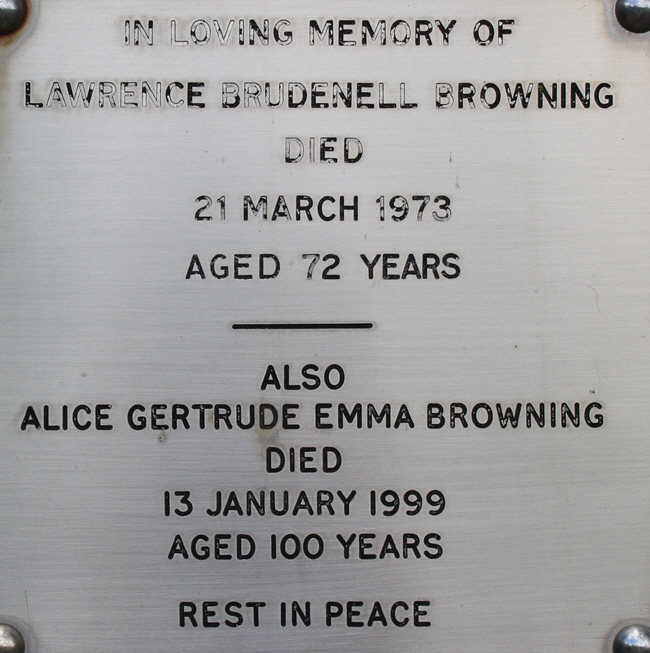 IN LOVING MEMORY OF
LAWRENCE BRUDENELL BROWNING
DIED
21 MARCH 1973
AGED 72 YEARS
ALSO
ALICE GERTRUDE EMMA BROWNING
DIED
13 JANUARY 1999
AGED 100 YEARS
REST IN PEACE